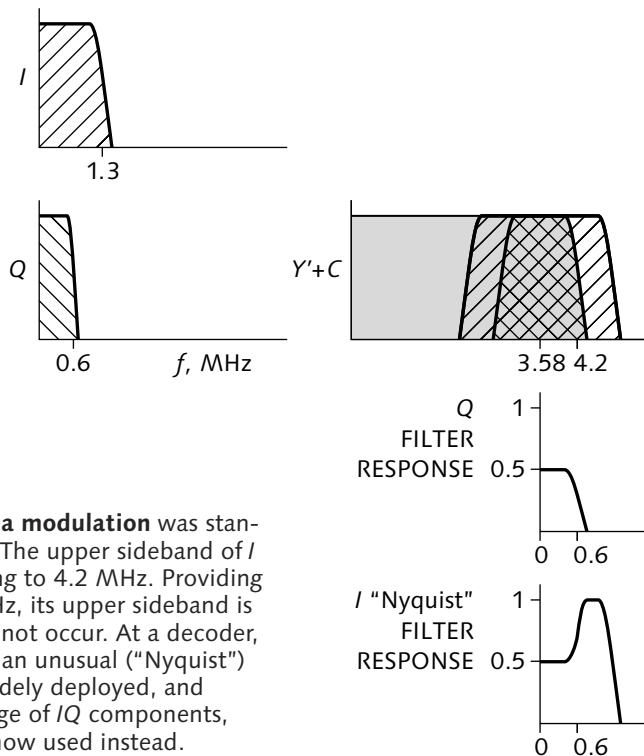 I
1.3
Q
0.6
f, MHz
Y'+C
3.58 4.2
Q
FILTER
RESPONSE
1
0.5
0 0.6
a modulation was stan-
The upper sideband of I
ng to 4.2 MHz. Providing
Hz, its upper sideband is
not occur. At a decoder,
an unusual (“Nyquist”)
idely deployed, and
ge of IQ components,
now used instead.
I “Nyquist”
FILTER
RESPONSE
1
0.5
0 0.6